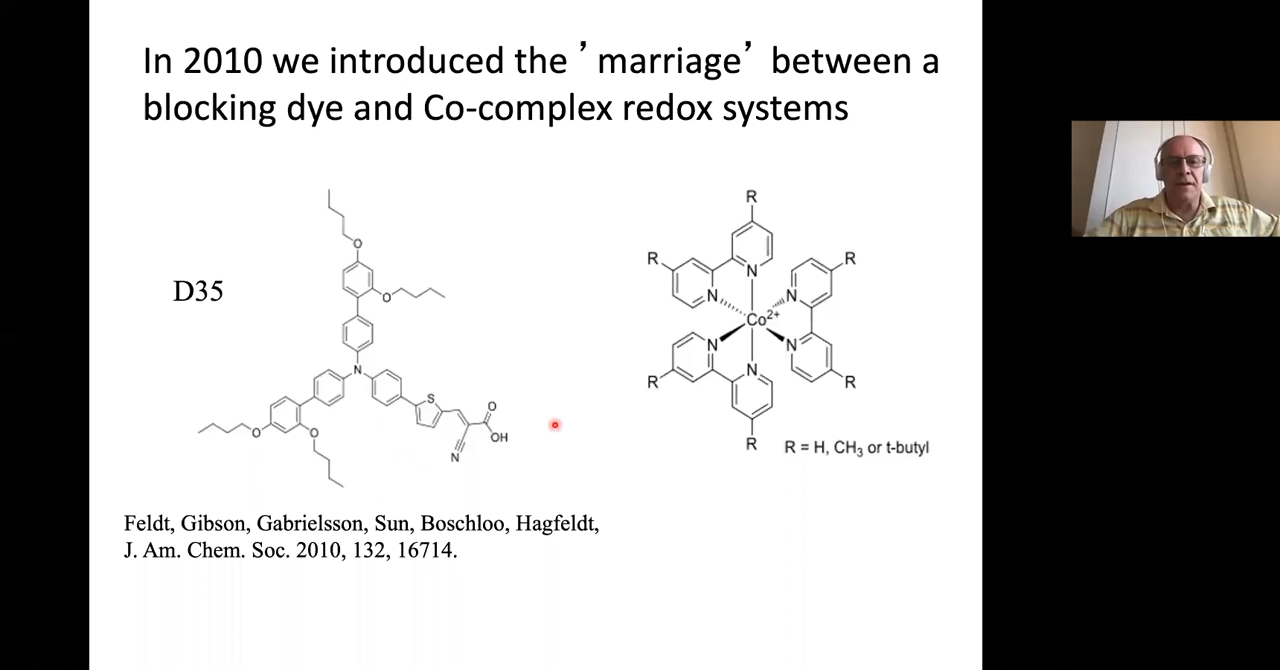 In 2010 we introduced the ’marriage’ between a
blocking dye and Co-complex redox systems
D35
O
O
N
O
O
S
O
OH
N
R
R
N
N
R
N
Co2+
N
R
R
N
N
R
R = H, CH3 or t-butyl
Feldt, Gibson, Gabrielsson, Sun, Boschloo, Hagfeldt,
J. Am. Chem. Soc. 2010, 132, 16714.